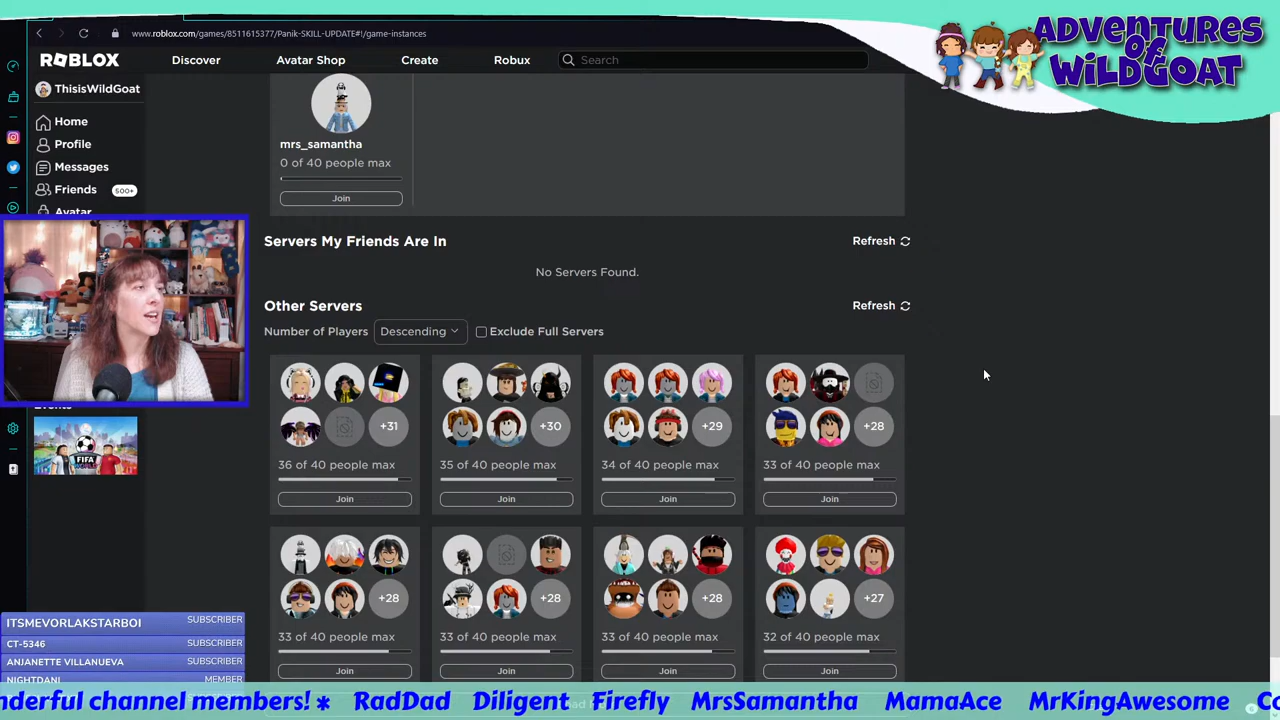 www.roblox.com/games/8511615377/Panik-SKILL-UPDATE#!/game-instances
ADVENTURES
OF
WILDGOAT
ROBLOX
Discover
Avatar Shop
Create
Robux
Search
ThisisWildGoat
Home
Profile
Messages
Friends
500+
Avatar
mrs_samantha
0 of 40 people max
Join
Servers My Friends Are In
Refresh
No Servers Found.
Other Servers
Refresh
Number of Players
Descending
Exclude Full Servers
+31
+30
+29
+28
36 of 40 people max
35 of 40 people max
34 of 40 people max
33 of 40 people max
Join
Join
Join
Join
Events
FIFA
WORLD
+28
+28
+28
+27
33 of 40 people max
33 of 40 people max
33 of 40 people max
32 of 40 people max
Join
Join
Join
Join
ITSMEVORLAKSTARBOI SUBSCRIBER
CT-5346 SUBSCRIBER
ANJANETTE VILLANUEVA SUBSCRIBER
NIGHTDANI MEMBER
nderful channel members! * RadDad Diligent Firefly MrsSamantha MamaAce MrKingAwesome Co